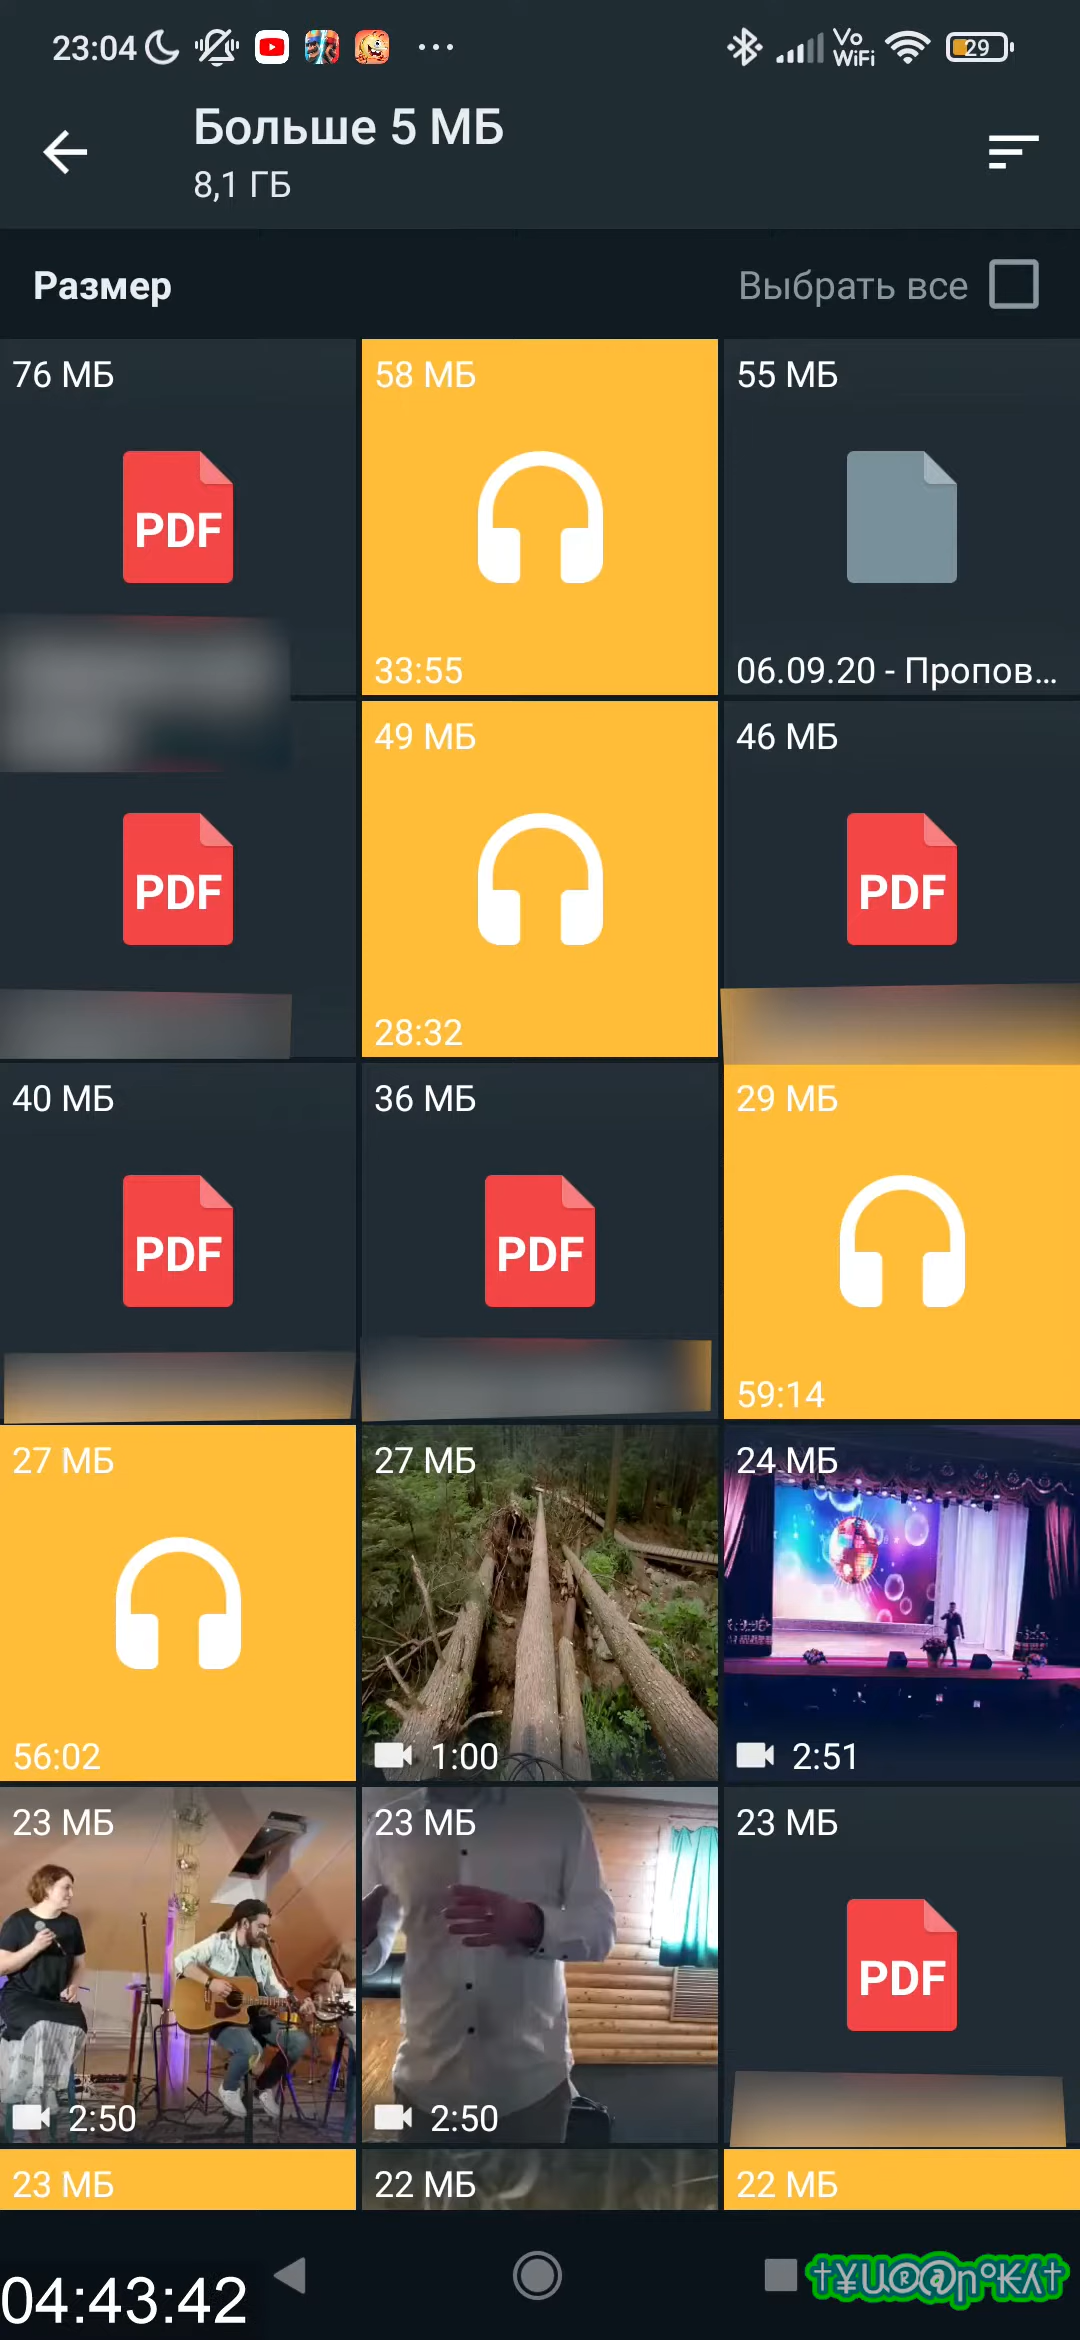 23:04
Vo
WiFi
29
Больше 5 МБ
8,1 ГБ
Размер
Выбрать все
76 МБ
58 МБ
55 МБ
PDF
33:55
06.09.20 - Пропов...
49 МБ
46 МБ
PDF
PDF
28:32
40 МБ
36 МБ
29 МБ
PDF
PDF
59:14
27 МБ
27 МБ
24 МБ
56:02
1:00
2:51
23 МБ
23 МБ
23 МБ
PDF
2:50
2:50
23 МБ
22 МБ
22 МБ
04:43:42